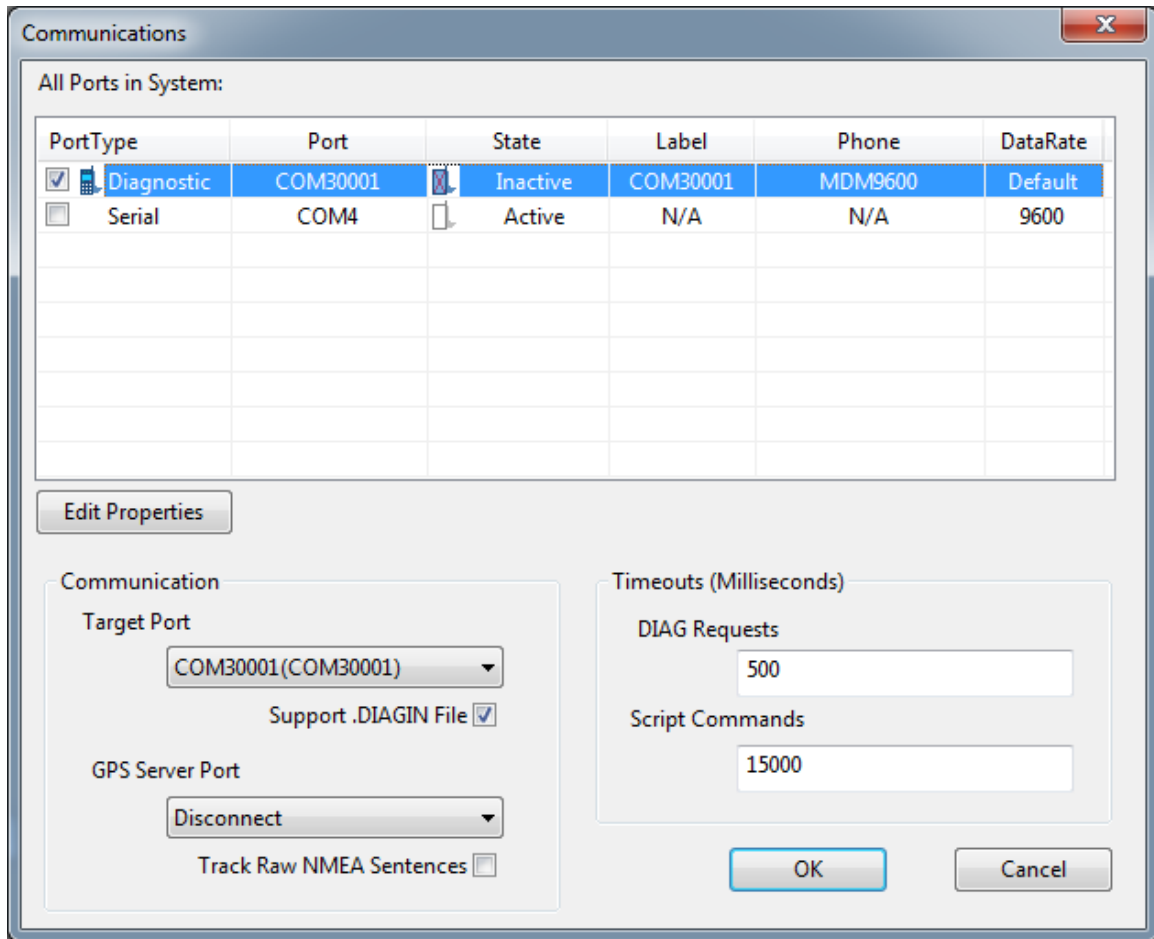 Communications
All Ports in System:
PortType Port State Label Phone DataRate
Diagnostic COM30001 Inactive COM30001 MDM9600 Default
Serial COM4 Active N/A N/A 9600
Edit Properties
Communication
Target Port
COM30001(COM30001)
Support .DIAGIN File
GPS Server Port
Disconnect
Track Raw NMEA Sentences
Timeouts (Milliseconds)
DIAG Requests
500
Script Commands
15000
OK Cancel